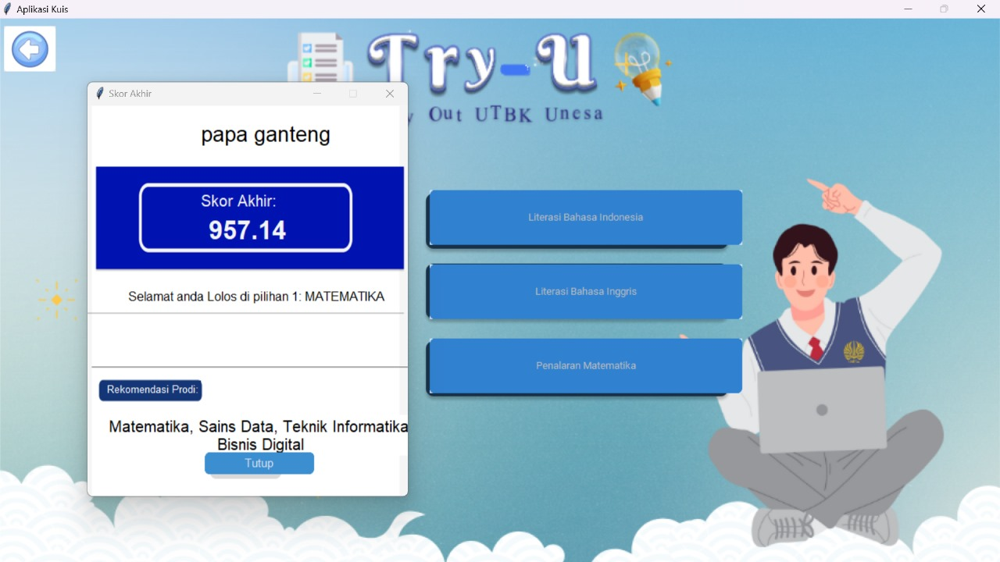 Aplikasi Kuis
Try-U
Out UTBK Unesa
Skor Akhir
papa ganteng
Skor Akhir:
957.14
Selamat anda Lolos di pilihan 1: MATEMATIKA
Rekomendasi Prodi:
Matematika, Sains Data, Teknik Informatika
Bisnis Digital
Tutup
Literasi Bahasa Indonesia
Literasi Bahasa Inggris
Penalaran Matematika